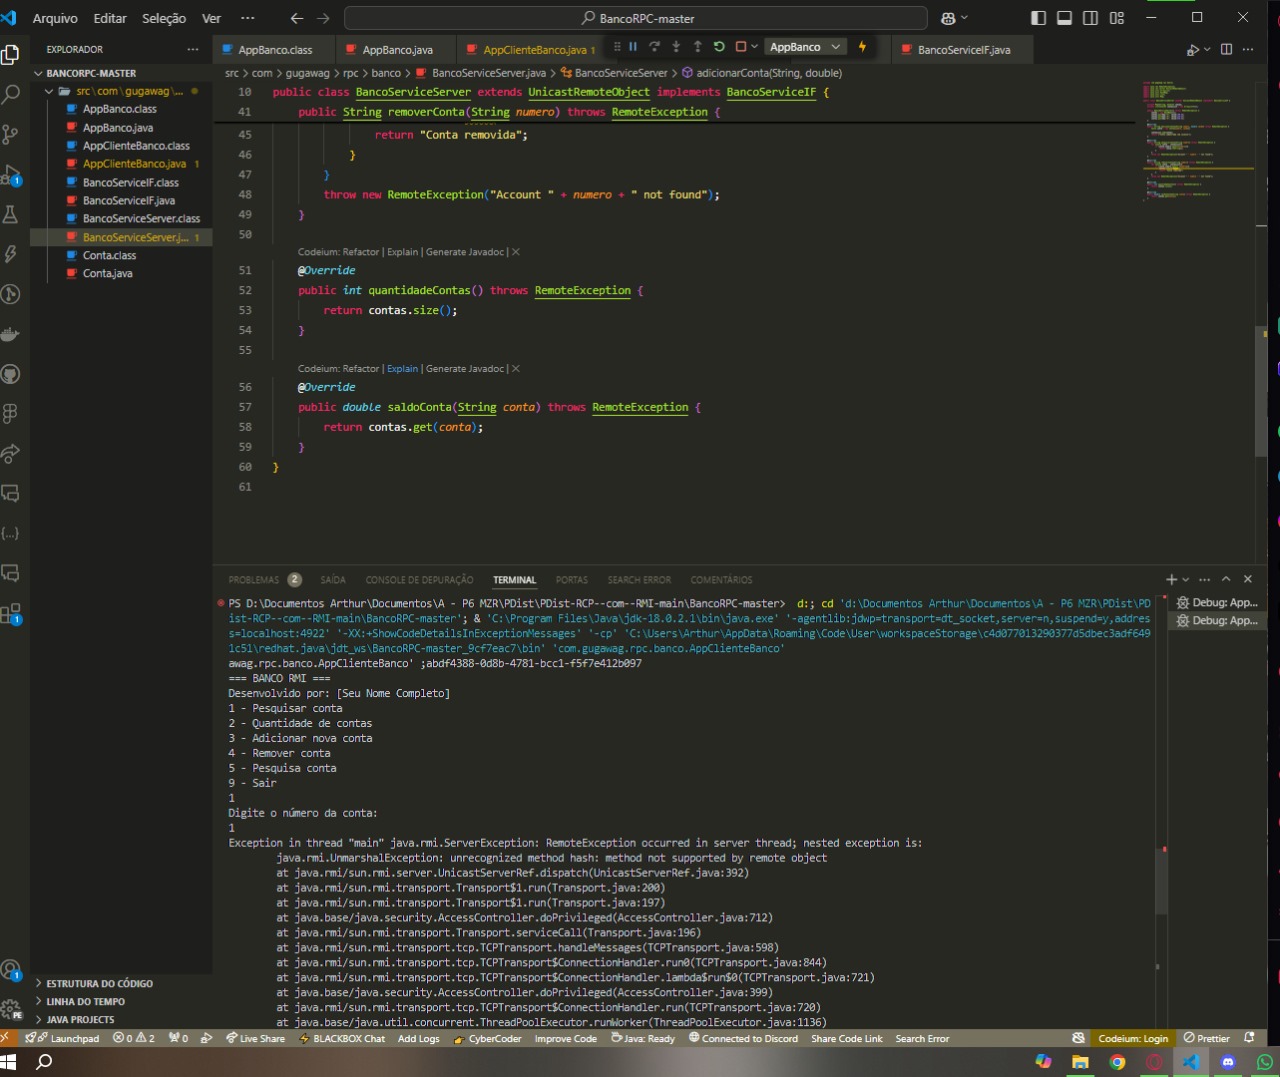 Arquivo Editar Seleção Ver ··· BancoRPC-master
EXPLORADOR ···
BANCORPC-MASTER
src\com\gugawag\...
AppBanco.class
AppBanco.java
AppClienteBanco.class
AppClienteBanco.java 1
BancoServiceIF.class
BancoServiceIF.java
BancoServiceServer.class
BancoServiceServer.j... 1
Conta.class
Conta.java
ESTRUTURA DO CÓDIGO
LINHA DO TEMPO
JAVA PROJECTS
AppBanco.class AppBanco.java AppClienteBanco.java 1 AppBanco BancoServiceIF.java
src > com > gugawag > rpc > banco > BancoServiceServer.java > BancoServiceServer > adicionarConta(String, double)
10 public class BancoServiceServer extends UnicastRemoteObject implements BancoServiceIF {
41 public String removerConta(String numero) throws RemoteException {
45 return "Conta removida";
46 }
47 }
48 throw new RemoteException("Account " + numero + " not found");
49 }
50
Codeium: Refactor | Explain | Generate Javadoc | ×
51 @Override
52 public int quantidadeContas() throws RemoteException {
53 return contas.size();
54 }
55
Codeium: Refactor | Explain | Generate Javadoc | ×
56 @Override
57 public double saldoConta(String conta) throws RemoteException {
58 return contas.get(conta);
59 }
60 }
61
PROBLEMAS 2 SAÍDA CONSOLE DE DEPURAÇÃO TERMINAL PORTAS SEARCH ERROR COMENTÁRIOS
Debug: App...
Debug: App...
PS D:\Documentos Arthur\Documentos\A - P6 MZR\PDist\PDist-RCP--com--RMI-main\BancoRPC-master> d:; cd 'd:\Documentos Arthur\Documentos\A - P6 MZR\PDist\PD
ist-RCP--com--RMI-main\BancoRPC-master'; & 'C:\Program Files\Java\jdk-18.0.2.1\bin\java.exe' '-agentlib:jdwp=transport=dt_socket,server=n,suspend=y,addres
s=localhost:4922' '-XX:+ShowCodeDetailsInExceptionMessages' '-cp' 'C:\Users\Arthur\AppData\Roaming\Code\User\workspaceStorage\c4d077013290377d5dbec3adf649
1c51\redhat.java\jdt_ws\BancoRPC-master_9cf7eac7\bin' 'com.gugawag.rpc.banco.AppClienteBanco'
awag.rpc.banco.AppClienteBanco' ;abdf4388-0d8b-4781-bcc1-f5f7e412b097
=== BANCO RMI ===
Desenvolvido por: [Seu Nome Completo]
1 - Pesquisar conta
2 - Quantidade de contas
3 - Adicionar nova conta
4 - Remover conta
5 - Pesquisa conta
9 - Sair
1
Digite o número da conta:
1
Exception in thread "main" java.rmi.ServerException: RemoteException occurred in server thread; nested exception is:
java.rmi.UnmarshalException: unrecognized method hash: method not supported by remote object
at java.rmi/sun.rmi.server.UnicastServerRef.dispatch(UnicastServerRef.java:392)
at java.rmi/sun.rmi.transport.Transport$1.run(Transport.java:200)
at java.rmi/sun.rmi.transport.Transport$1.run(Transport.java:197)
at java.base/java.security.AccessController.doPrivileged(AccessController.java:712)
at java.rmi/sun.rmi.transport.Transport.serviceCall(Transport.java:196)
at java.rmi/sun.rmi.transport.tcp.TCPTransport.handleMessages(TCPTransport.java:598)
at java.rmi/sun.rmi.transport.tcp.TCPTransport$ConnectionHandler.run0(TCPTransport.java:844)
at java.rmi/sun.rmi.transport.tcp.TCPTransport$ConnectionHandler.lambda$run$0(TCPTransport.java:721)
at java.base/java.security.AccessController.doPrivileged(AccessController.java:399)
at java.rmi/sun.rmi.transport.tcp.TCPTransport$ConnectionHandler.run(TCPTransport.java:720)
at java.base/java.util.concurrent.ThreadPoolExecutor.runWorker(ThreadPoolExecutor.java:1136)
Launchpad 0 2 0 Live Share BLACKBOX Chat Add Logs CyberCoder Improve Code Java: Ready Connected to Discord Share Code Link Search Error Codeium: Login Prettier